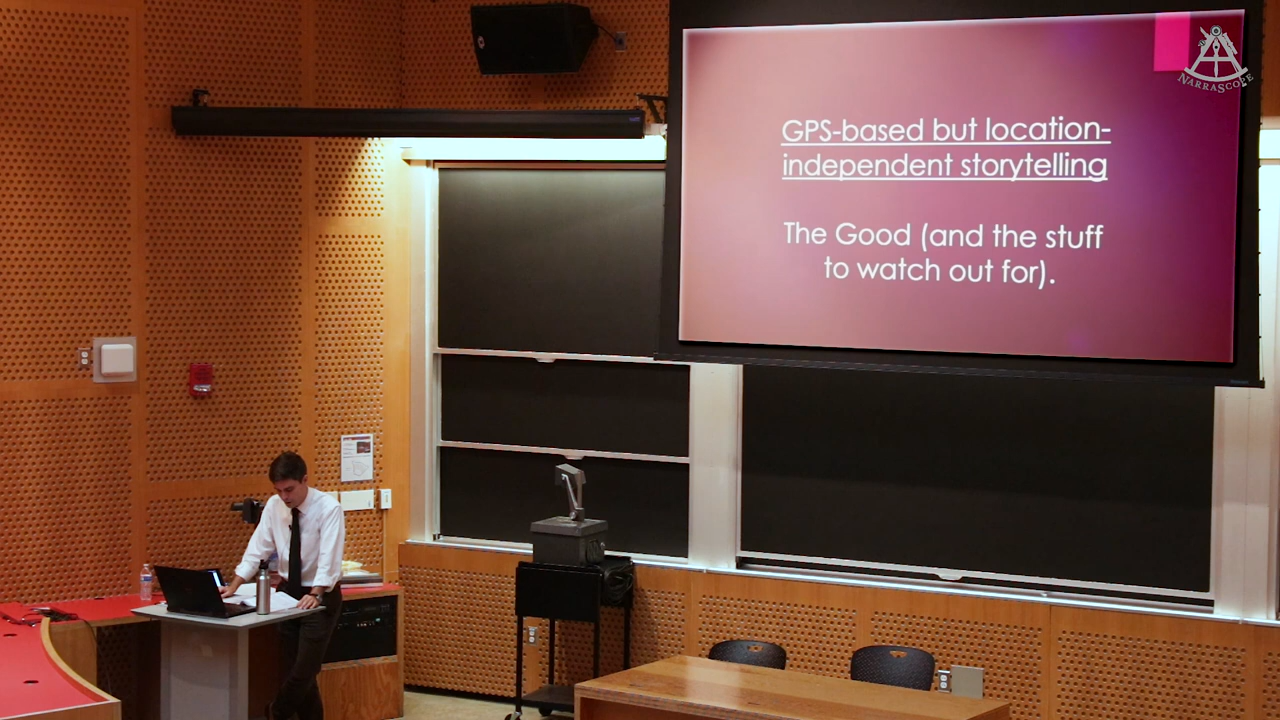 GPS-based but location-
independent storytelling
The Good (and the stuff
to watch out for).
NARRASCOPE